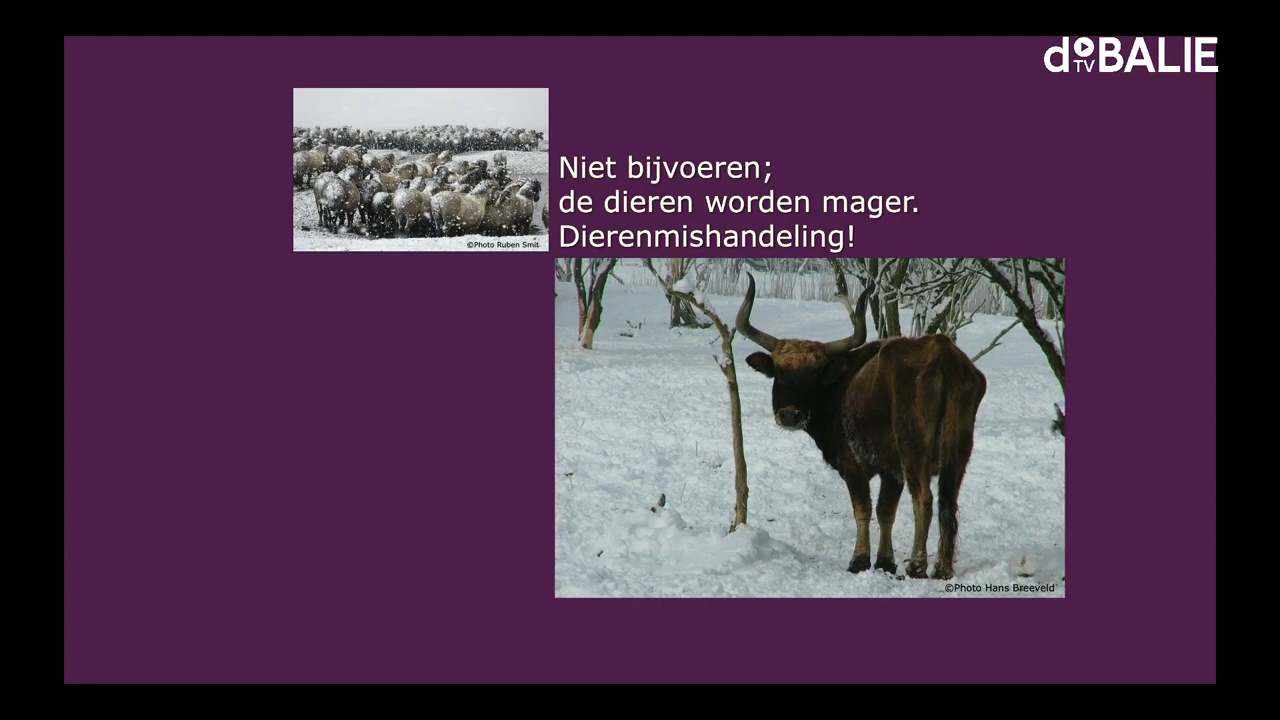 de BALIE
TV
©Photo Ruben Smit
Niet bijvoeren;
de dieren worden mager.
Dierenmishandeling!
©Photo Hans Breeveld